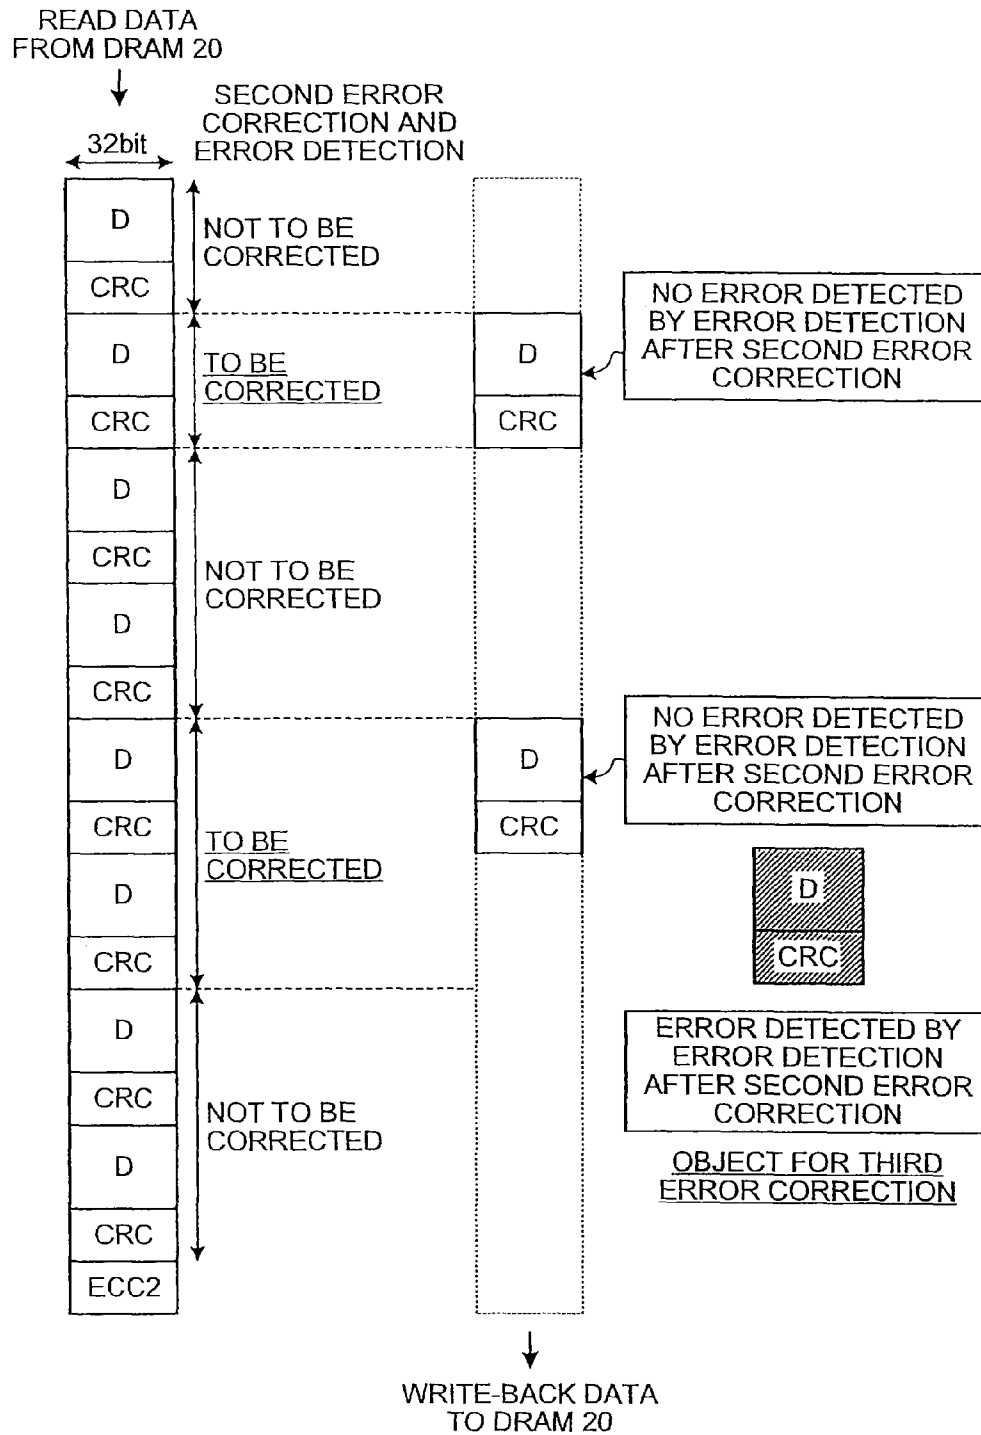 READ DATA
FROM DRAM 20
SECOND ERROR
CORRECTION AND
ERROR DETECTION
32bit
D
CRC
NOT TO BE
CORRECTED
D
CRC
TO BE
CORRECTED
D
CRC
NO ERROR DETECTED
BY ERROR DETECTION
AFTER SECOND ERROR
CORRECTION
D
CRC
D
CRC
NOT TO BE
CORRECTED
D
CRC
D
CRC
TO BE
CORRECTED
D
CRC
NO ERROR DETECTED
BY ERROR DETECTION
AFTER SECOND ERROR
CORRECTION
D
CRC
ERROR DETECTED BY
ERROR DETECTION
AFTER SECOND ERROR
CORRECTION
OBJECT FOR THIRD
ERROR CORRECTION
D
CRC
D
CRC
NOT TO BE
CORRECTED
ECC2
WRITE-BACK DATA
TO DRAM 20